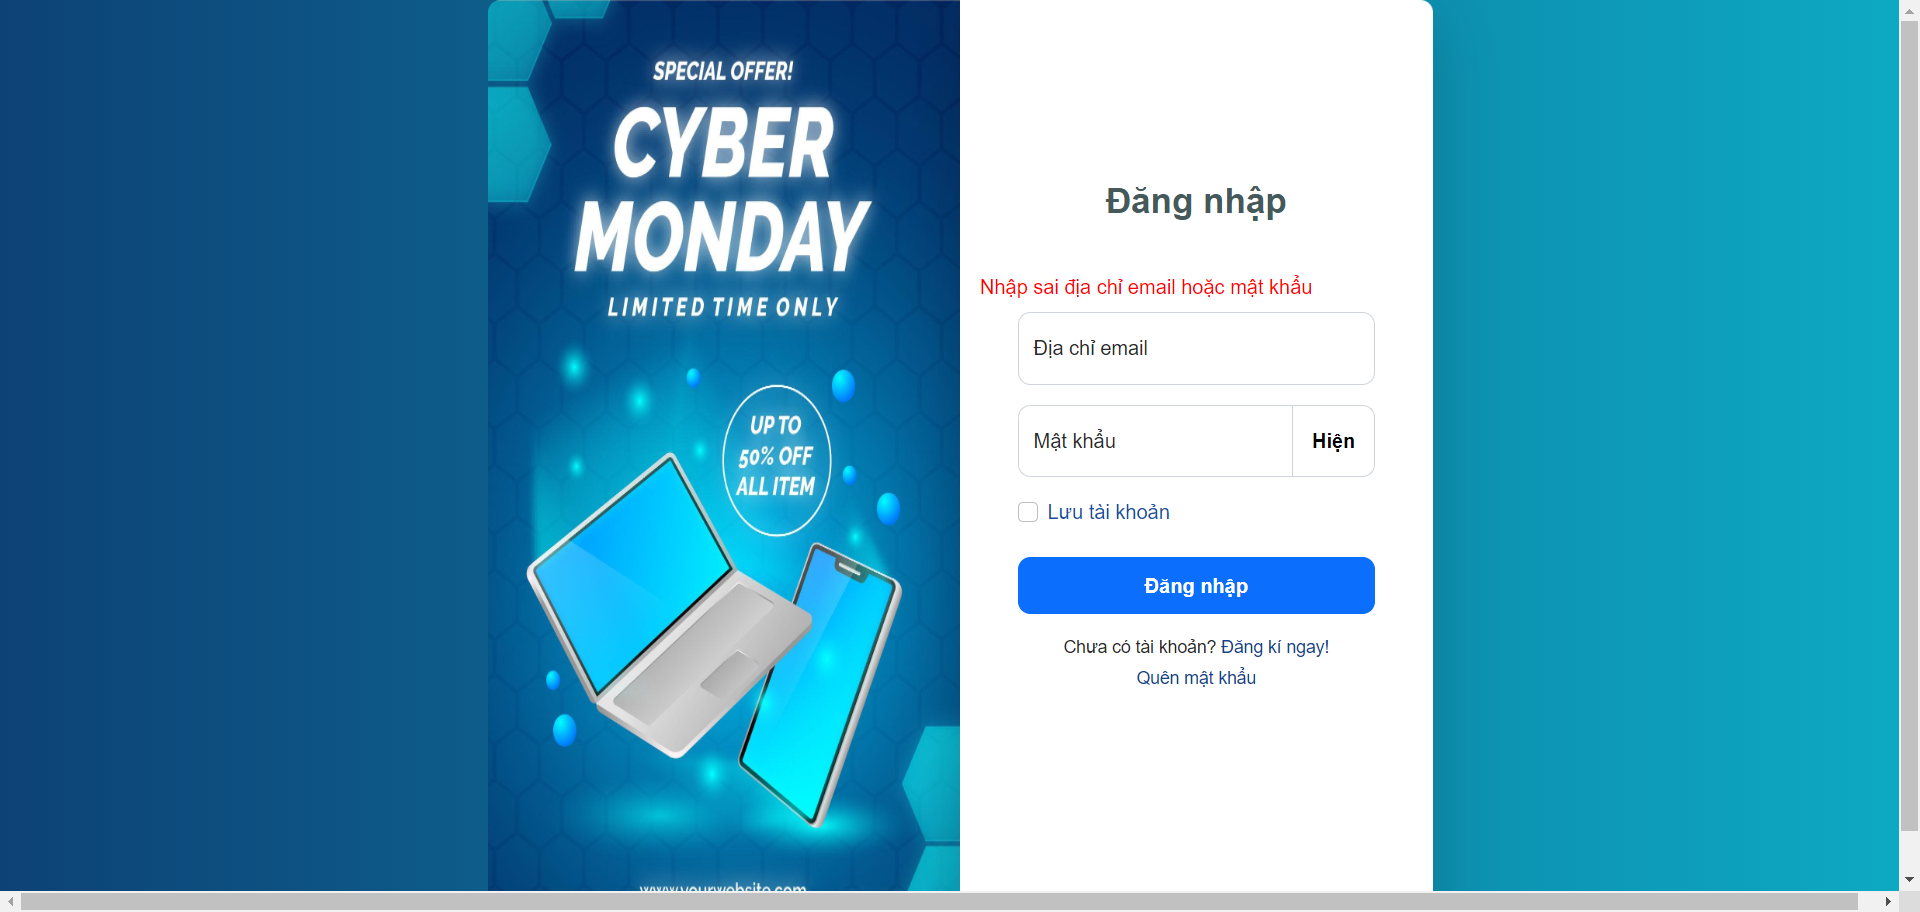 SPECIAL OFFER!
CYBER
MONDAY
LIMITED TIME ONLY
UP TO
50% OFF
ALL ITEM
www.yourwebsite.com
Đăng nhập
Nhập sai địa chỉ email hoặc mật khẩu
Địa chỉ email
Mật khẩu
Hiện
Lưu tài khoản
Đăng nhập
Chưa có tài khoản? Đăng kí ngay!
Quên mật khẩu